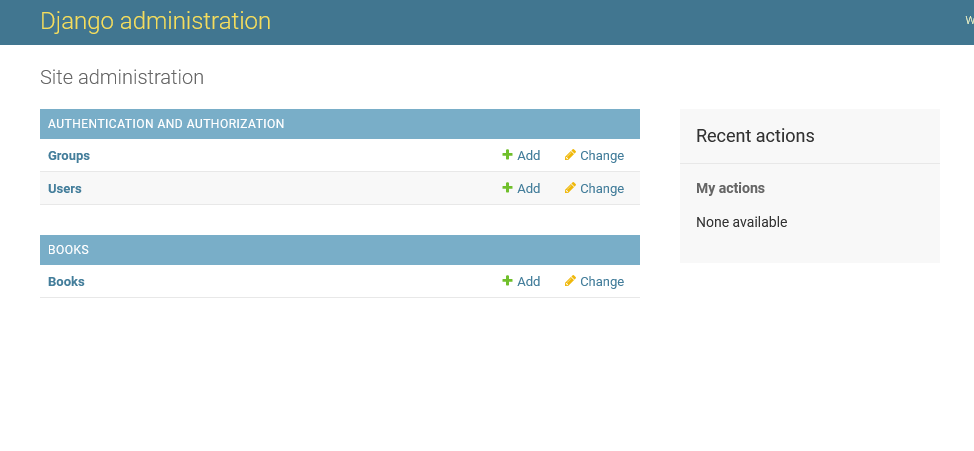 Django administration
Site administration
AUTHENTICATION AND AUTHORIZATION
Groups Add Change
Users Add Change
BOOKS
Books Add Change
Recent actions
My actions
None available